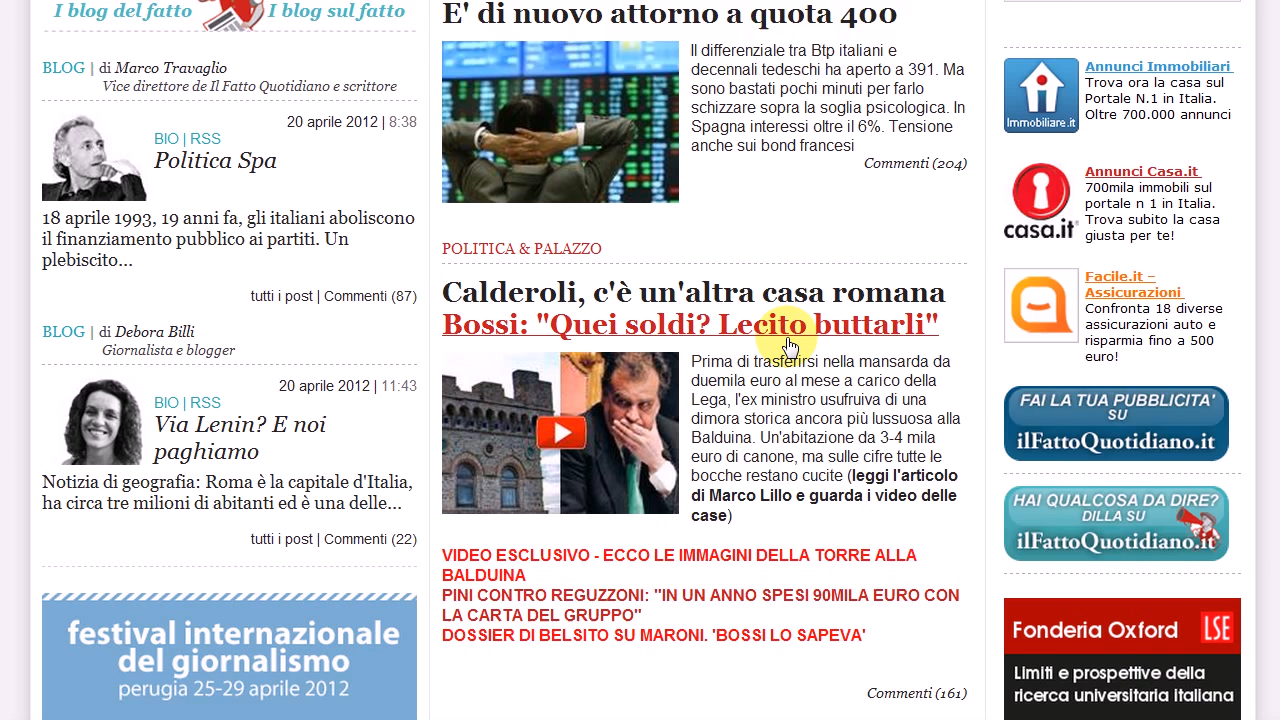 I blog del fatto
I blog sul fatto
BLOG | di Marco Travaglio
Vice direttore de Il Fatto Quotidiano e scrittore
20 aprile 2012 | 8:38
BIO | RSS
Politica Spa
18 aprile 1993, 19 anni fa, gli italiani aboliscono
il finanziamento pubblico ai partiti. Un
plebiscito...
tutti i post | Commenti (87)
BLOG | di Debora Billi
Giornalista e blogger
20 aprile 2012 | 11:43
BIO | RSS
Via Lenin? E noi
paghiamo
Notizia di geografia: Roma è la capitale d'Italia,
ha circa tre milioni di abitanti ed è una delle...
tutti i post | Commenti (22)
festival internazionale
del giornalismo
perugia 25-29 aprile 2012
E' di nuovo attorno a quota 400
Il differenziale tra Btp italiani e
decennali tedeschi ha aperto a 391. Ma
sono bastati pochi minuti per farlo
schizzare sopra la soglia psicologica. In
Spagna interessi oltre il 6%. Tensione
anche sui bond francesi
Commenti (204)
POLITICA & PALAZZO
Calderoli, c'è un'altra casa romana
Bossi: "Quei soldi? Lecito buttarli"
Prima di trasferirsi nella mansarda da
duemila euro al mese a carico della
Lega, l'ex ministro usufruiva di una
dimora storica ancora più lussuosa alla
Balduina. Un'abitazione da 3-4 mila
euro di canone, ma sulle cifre tutte le
bocche restano cucite (leggi l'articolo
di Marco Lillo e guarda i video delle
case)
VIDEO ESCLUSIVO - ECCO LE IMMAGINI DELLA TORRE ALLA
BALDUINA
PINI CONTRO REGUZZONI: "IN UN ANNO SPESI 90MILA EURO CON
LA CARTA DEL GRUPPO"
DOSSIER DI BELSITO SU MARONI. 'BOSSI LO SAPEVA'
Commenti (161)
Immobiliare.it
Annunci Immobiliari
Trova ora la casa sul
Portale N.1 in Italia.
Oltre 700.000 annunci
casa.it
Annunci Casa.it
700mila immobili sul
portale n 1 in Italia.
Trova subito la casa
giusta per te!
Facile.it –
Assicurazioni
Confronta 18 diverse
assicurazioni auto e
risparmia fino a 500
euro!
FAI LA TUA PUBBLICITA'
SU
ilFattoQuotidiano.it
HAI QUALCOSA DA DIRE?
DILLA SU
ilFattoQuotidiano.it
Fonderia Oxford
LSE
Limiti e prospettive della
ricerca universitaria italiana